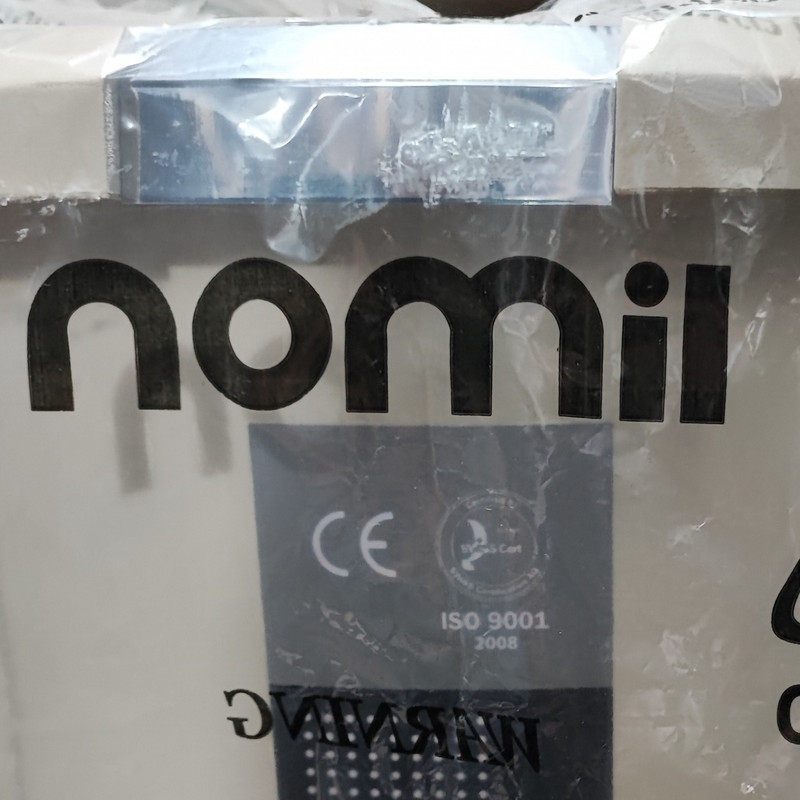 nomil
CE
ISO 9001
2008
WARNING